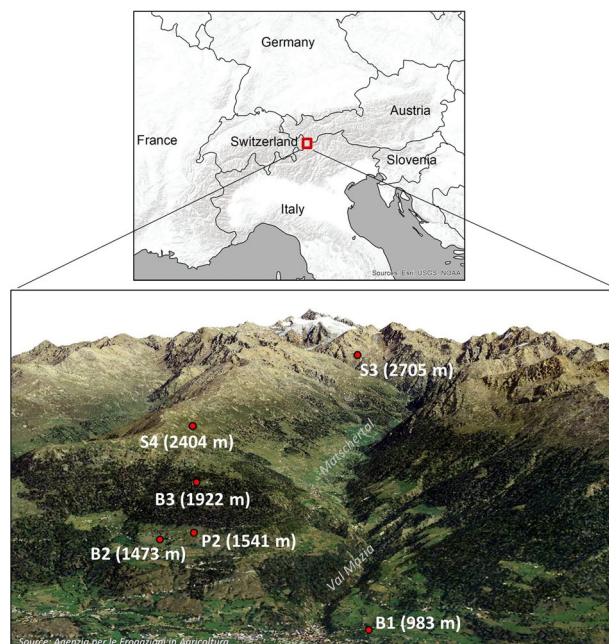 Germany
Austria
France
Switzerland
Slovenia
Italy
Sources: Esri, USGS, NOAA
S3 (2705 m)
S4 (2404 m)
Matschertal
B3 (1922 m)
P2 (1541 m)
B2 (1473 m)
Val Mazia
B1 (983 m)
Source: Agenzia per le Erogazioni in Agricoltura